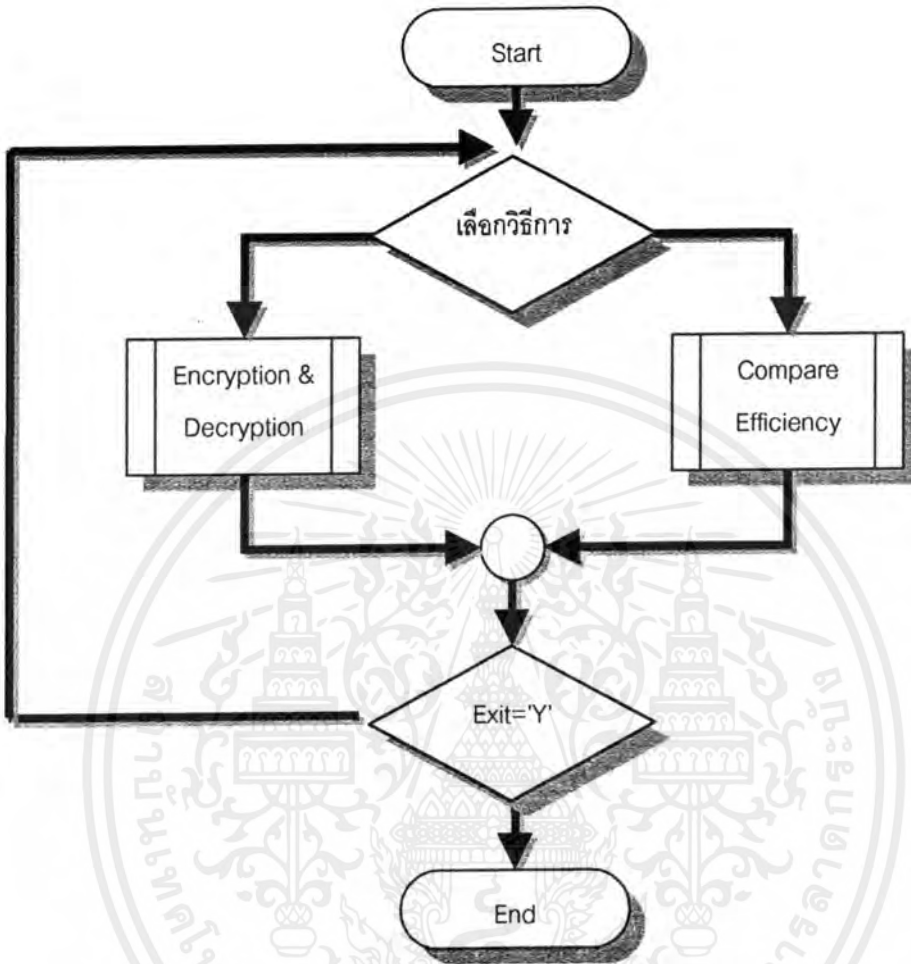 Start
เลือกวิธีการ
Encryption &
Decryption
Compare
Efficiency
Exit='Y'
End